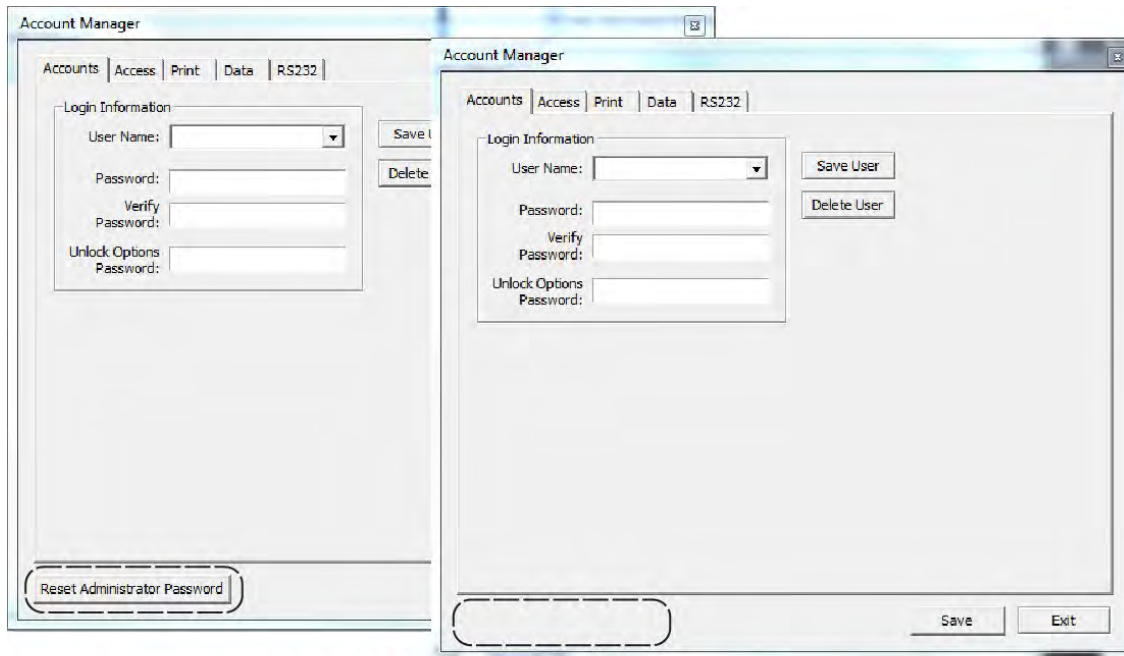 Account Manager
Accounts Access Print Data RS232
Login Information
User Name:
Save U
Password:
Delete
Verify
Password:
Unlock Options
Password:
Reset Administrator Password
Account Manager
Accounts Access Print Data RS232
Login Information
User Name:
Save User
Password:
Delete User
Verify
Password:
Unlock Options
Password:
Save Exit